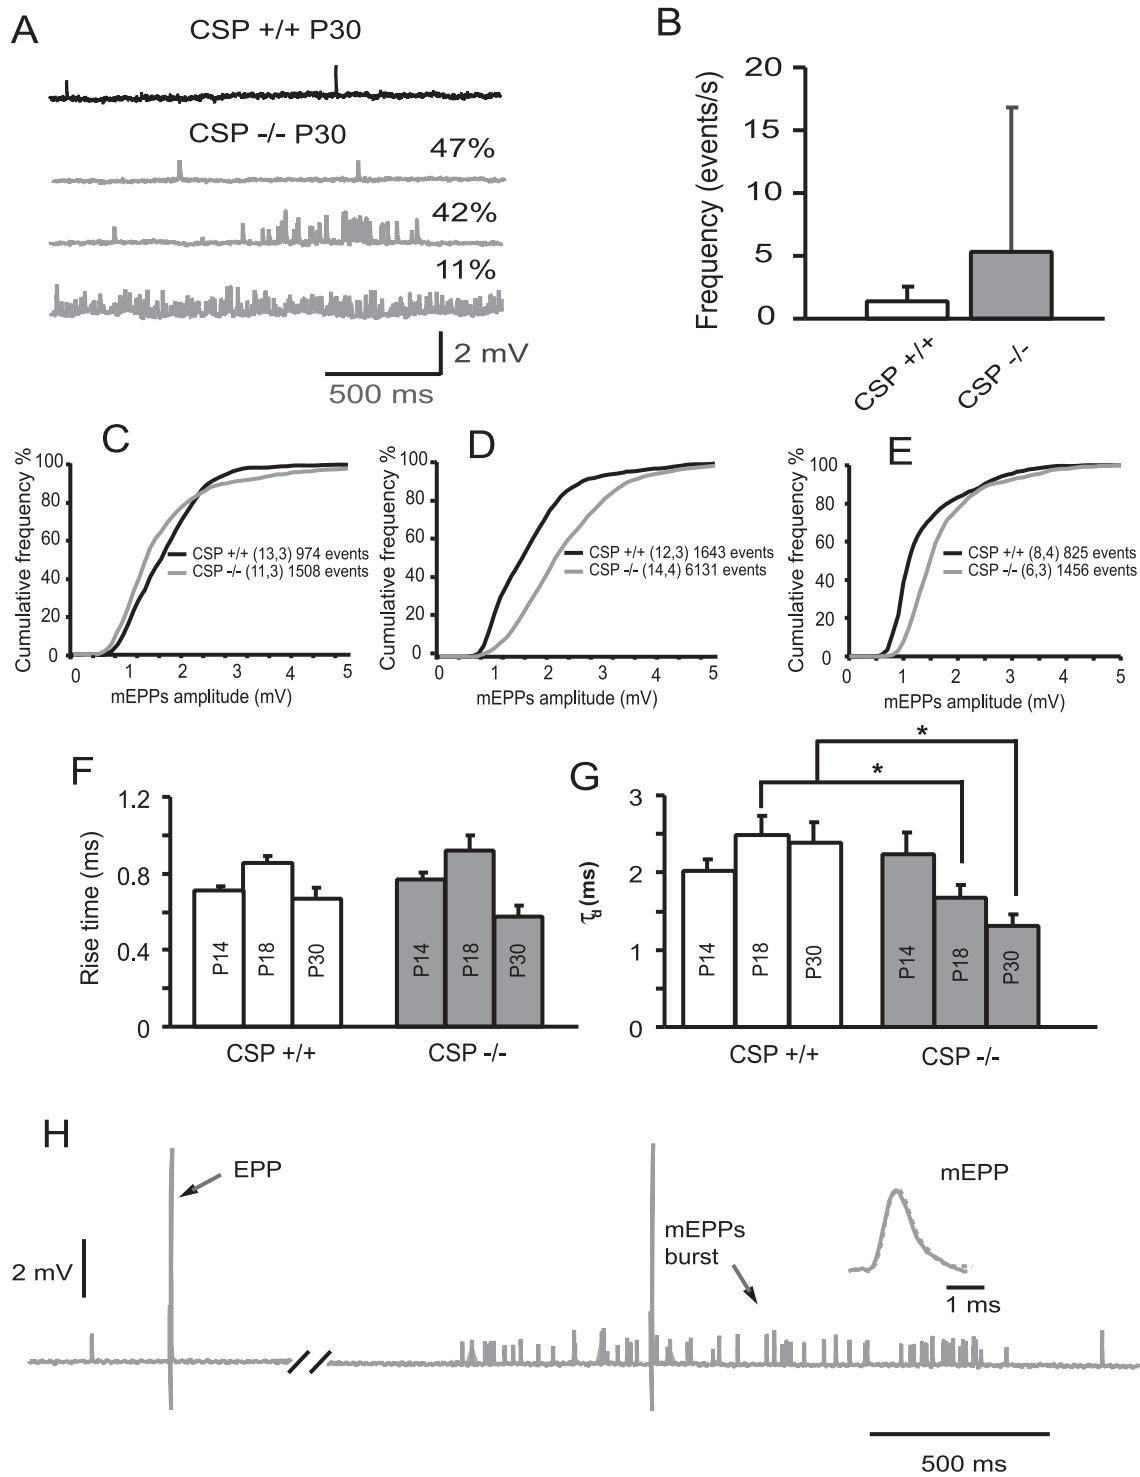 A
CSP +/+ P30
CSP -/- P30
47%
42%
11%
2 mV
500 ms
B
Frequency (events/s)
20
15
10
5
0
CSP +/+
CSP -/-
C
Cumulative frequency %
100
80
60
40
20
0
CSP +/+ (13,3) 974 events
CSP -/- (11,3) 1508 events
0 1 2 3 4 5
mEPPs amplitude (mV)
D
Cumulative frequency %
100
80
60
40
20
0
CSP +/+ (12,3) 1643 events
CSP -/- (14,4) 6131 events
0 1 2 3 4 5
mEPPs amplitude (mV)
E
Cumulative frequency %
100
80
60
40
20
0
CSP +/+ (8,4) 825 events
CSP -/- (6,3) 1456 events
0 1 2 3 4 5
mEPPs amplitude (mV)
F
Rise time (ms)
1.2
0.8
0.4
0
P14 P18 P30
P14 P18 P30
CSP +/+ CSP -/-
G
τd (ms)
3
2
1
0
*
*
P14 P18 P30
P14 P18 P30
CSP +/+ CSP -/-
H
EPP
2 mV
mEPPs
burst
mEPP
1 ms
500 ms